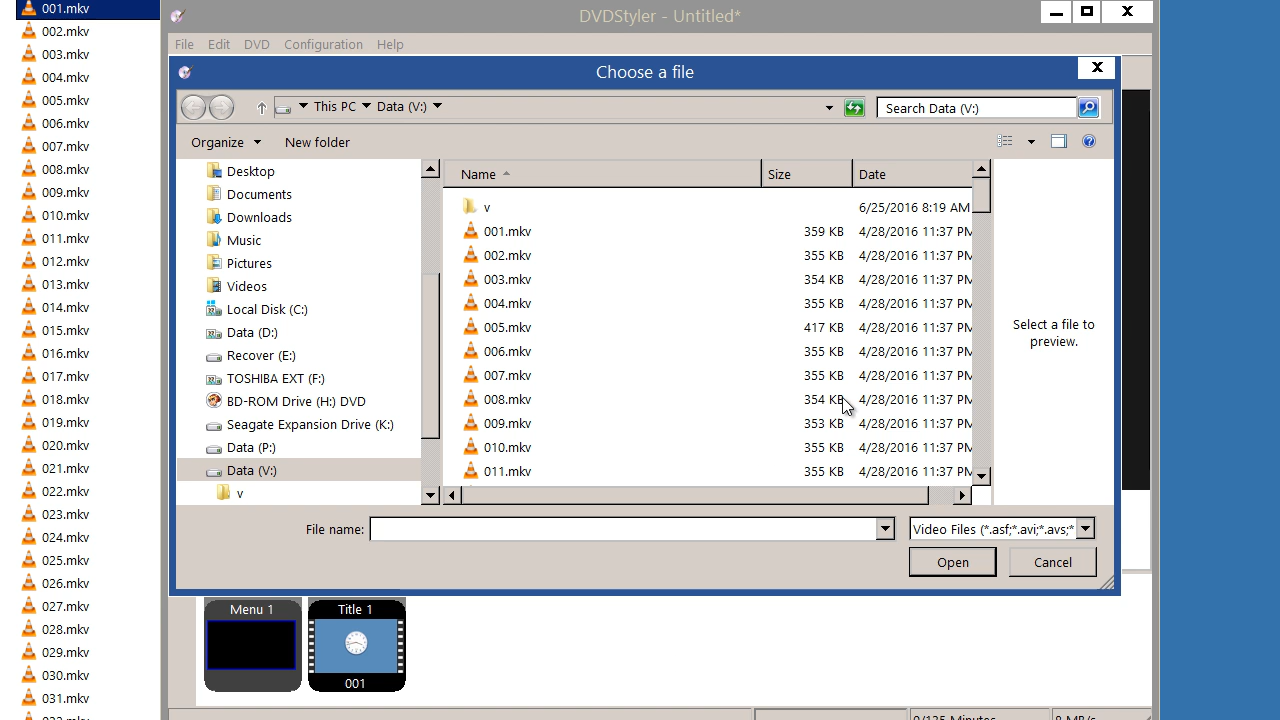 001.mkv
002.mkv
003.mkv
004.mkv
005.mkv
006.mkv
007.mkv
008.mkv
009.mkv
010.mkv
011.mkv
012.mkv
013.mkv
014.mkv
015.mkv
016.mkv
017.mkv
018.mkv
019.mkv
020.mkv
021.mkv
022.mkv
023.mkv
024.mkv
025.mkv
026.mkv
027.mkv
028.mkv
029.mkv
030.mkv
031.mkv
DVDStyler - Untitled*
File Edit DVD Configuration Help
Choose a file
This PC Data (V:)
Search Data (V:)
Organize New folder
Desktop
Documents
Downloads
Music
Pictures
Videos
Local Disk (C:)
Data (D:)
Recover (E:)
TOSHIBA EXT (F:)
BD-ROM Drive (H:) DVD
Seagate Expansion Drive (K:)
Data (P:)
Data (V:)
v
Name Size Date
v 6/25/2016 8:19 AM
001.mkv 359 KB 4/28/2016 11:37 PM
002.mkv 355 KB 4/28/2016 11:37 PM
003.mkv 354 KB 4/28/2016 11:37 PM
004.mkv 355 KB 4/28/2016 11:37 PM
005.mkv 417 KB 4/28/2016 11:37 PM
006.mkv 355 KB 4/28/2016 11:37 PM
007.mkv 355 KB 4/28/2016 11:37 PM
008.mkv 354 KB 4/28/2016 11:37 PM
009.mkv 353 KB 4/28/2016 11:37 PM
010.mkv 355 KB 4/28/2016 11:37 PM
011.mkv 355 KB 4/28/2016 11:37 PM
Select a file to
preview.
File name:
Video Files (*.asf;*.avi;*.avs;*
Open Cancel
Menu 1
Title 1
001
0/135 Minutes 8 MB/s